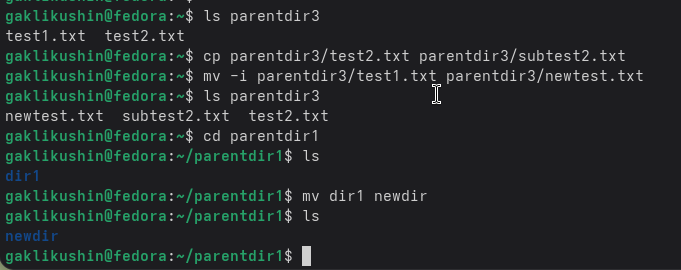 gaklikushin@fedora:~$ ls parentdir3
test1.txt  test2.txt
gaklikushin@fedora:~$ cp parentdir3/test2.txt parentdir3/subtest2.txt
gaklikushin@fedora:~$ mv -i parentdir3/test1.txt parentdir3/newtest.txt
gaklikushin@fedora:~$ ls parentdir3
newtest.txt  subtest2.txt  test2.txt
gaklikushin@fedora:~$ cd parentdir1
gaklikushin@fedora:~/parentdir1$ ls
dir1
gaklikushin@fedora:~/parentdir1$ mv dir1 newdir
gaklikushin@fedora:~/parentdir1$ ls
newdir
gaklikushin@fedora:~/parentdir1$